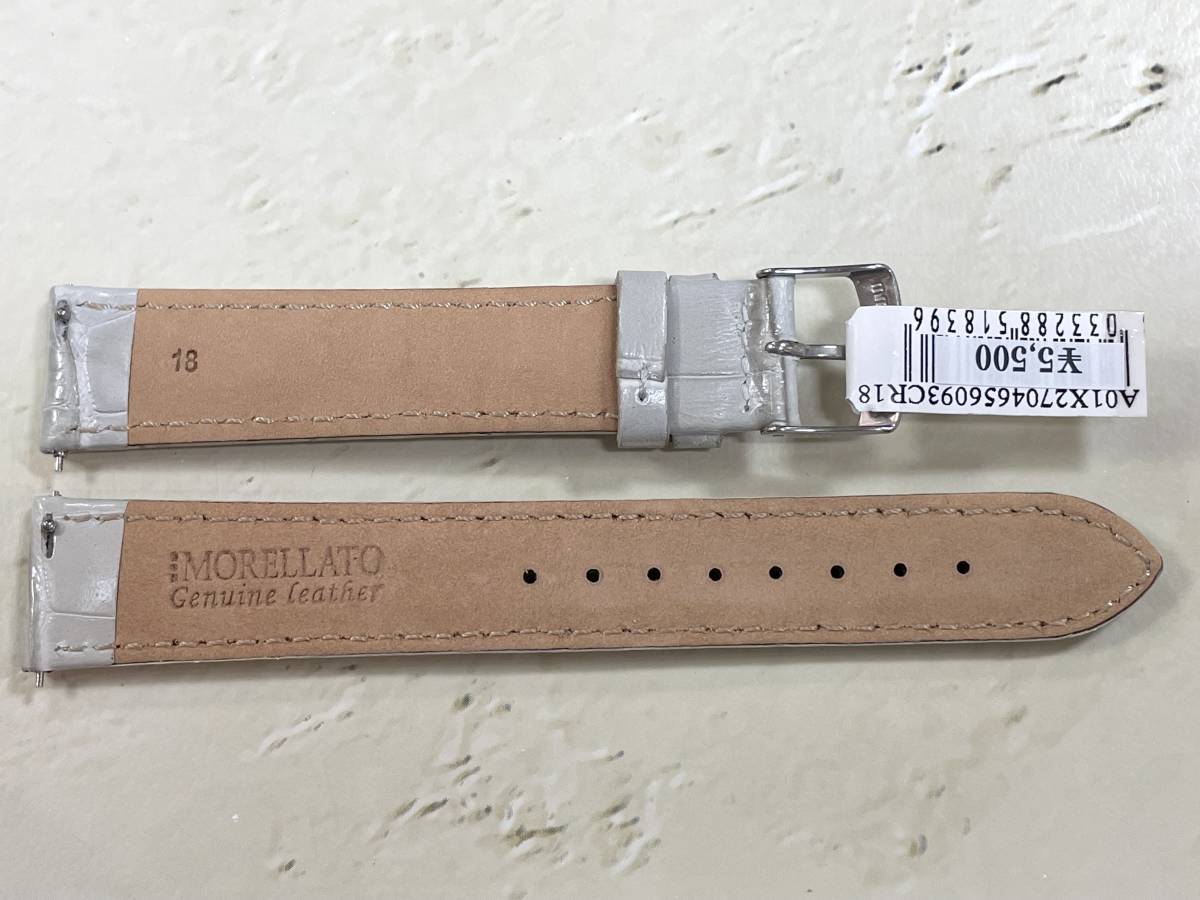 18
MORELLATO
Genuine leather
A01X2704656093CR18
¥5,500
033288518396